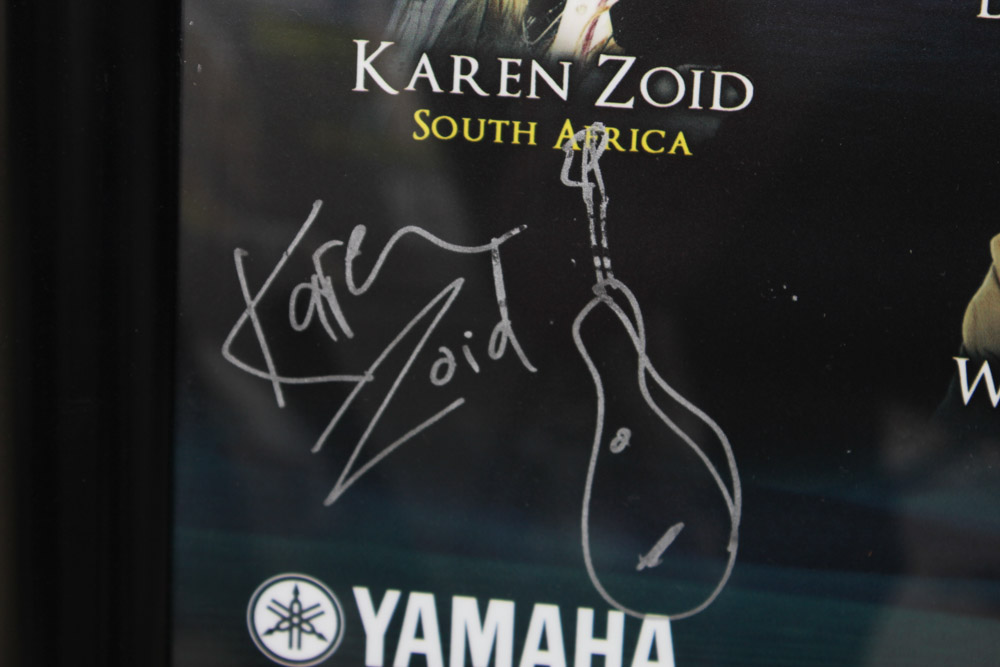 KAREN ZOID
SOUTH AFRICA
Karen
Zoid
YAMAHA